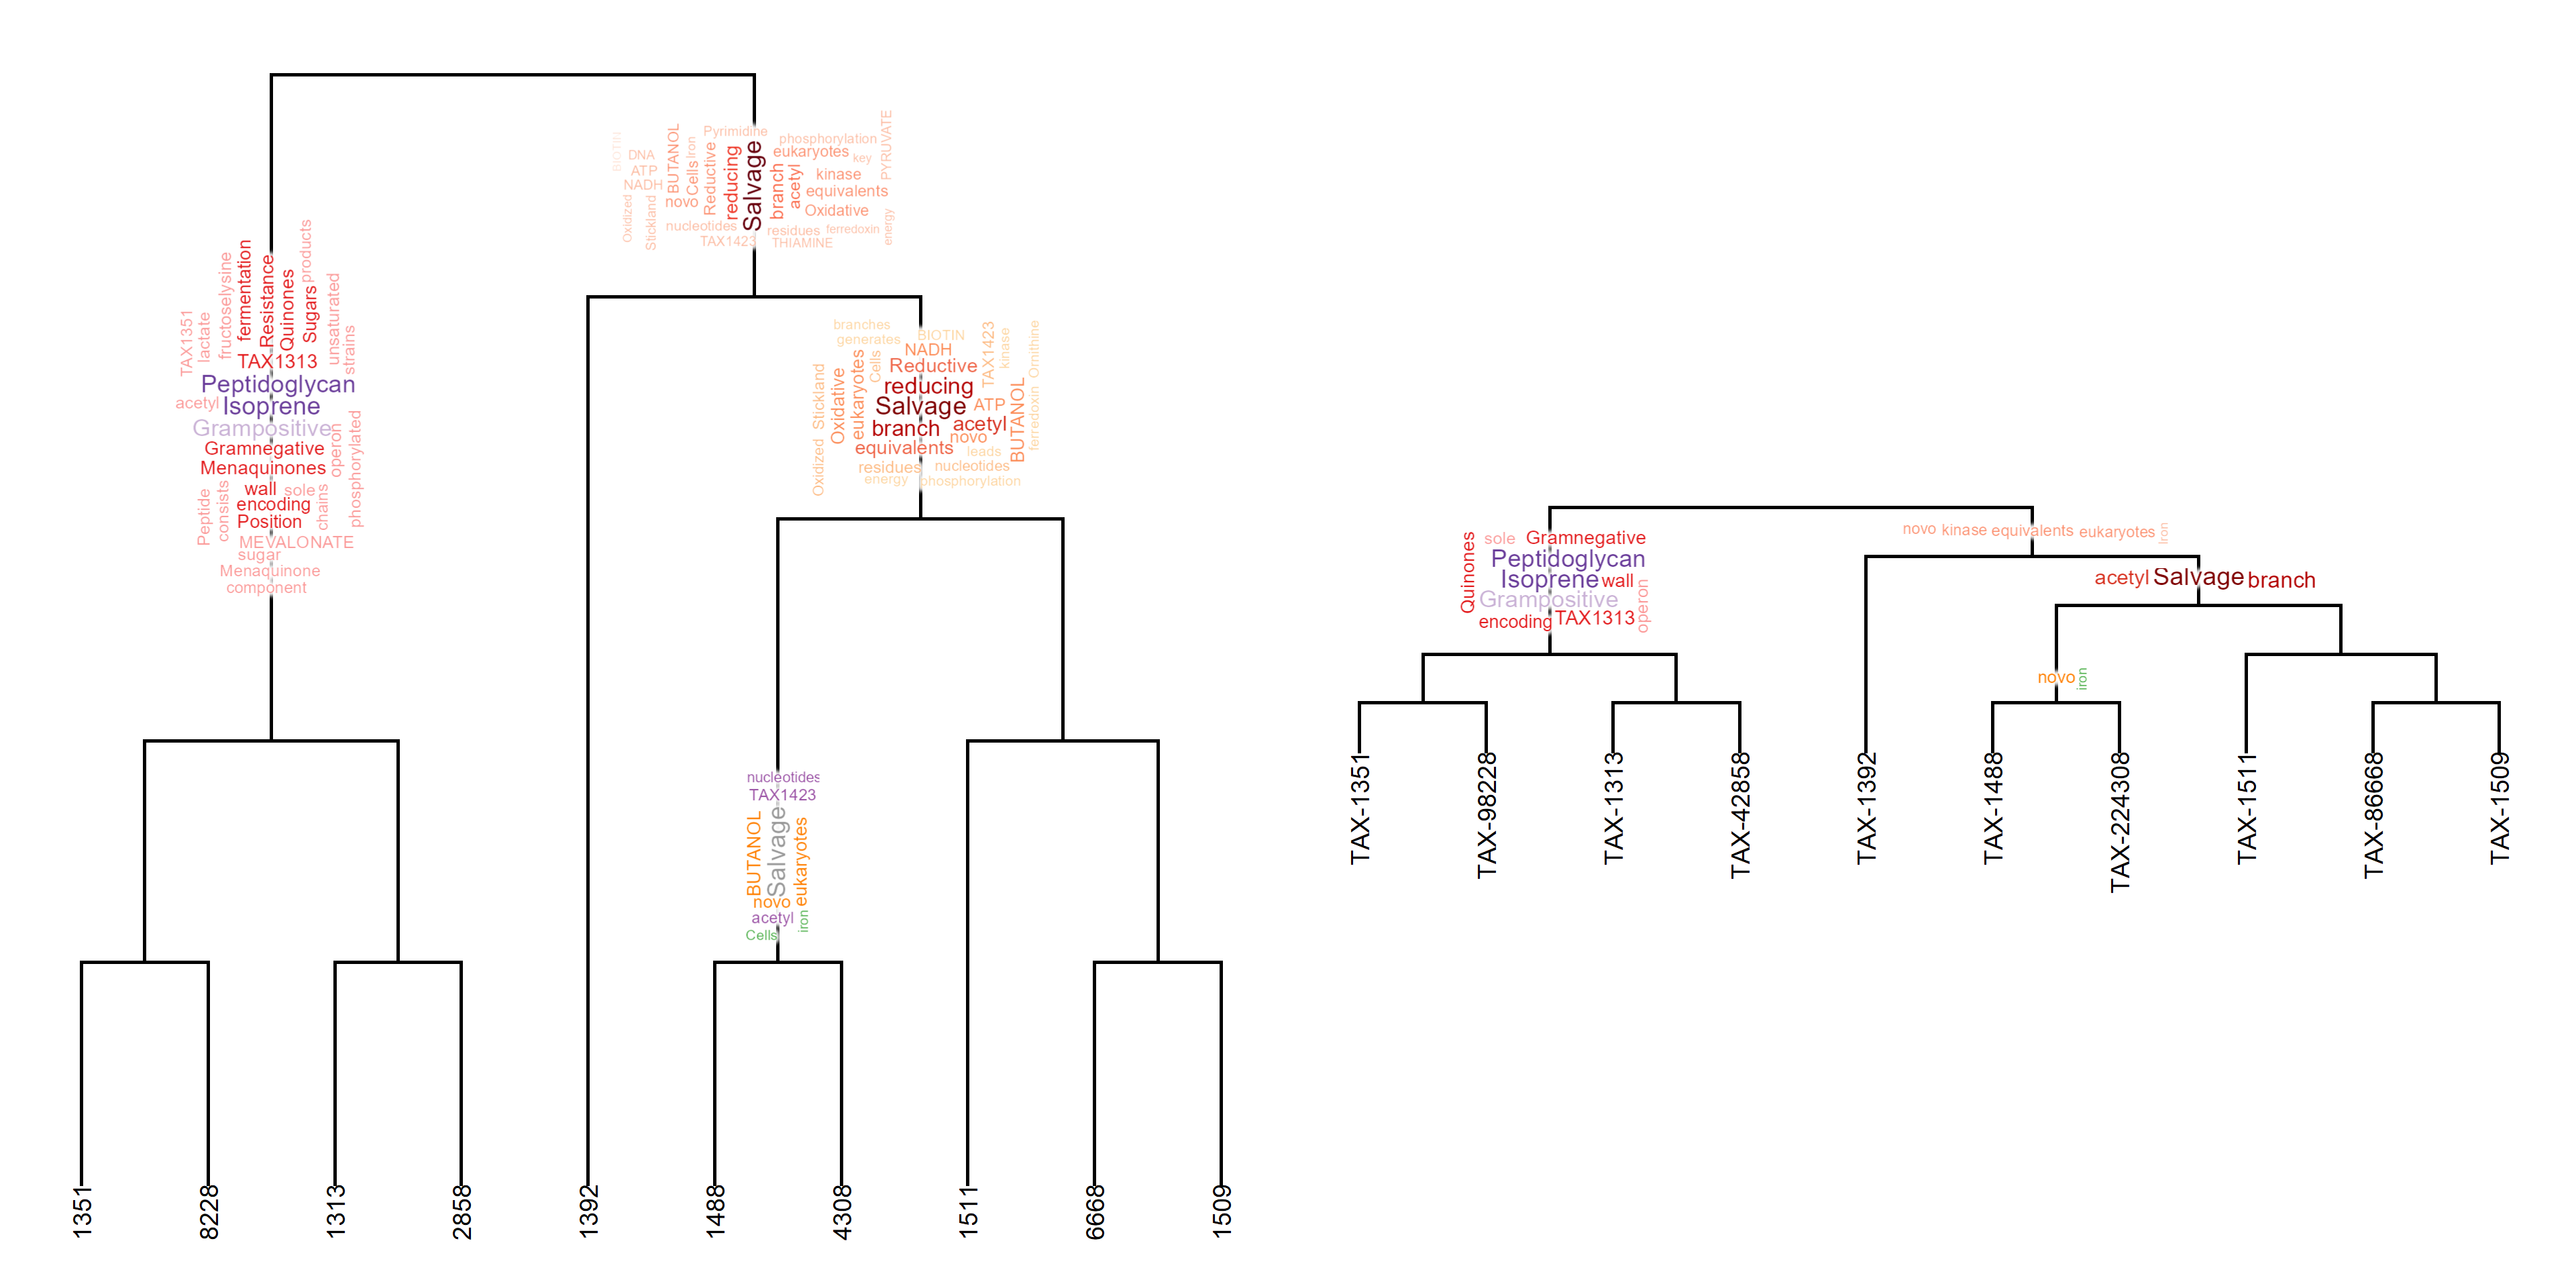 BIOTIN
DNA
ATP
NADH
Oxidized
Stickland
BUTANOL
Iron
Cells
novo
Pyrimidine
Reductive
reducing
Salvage
nucleotides
TAX1423
phosphorylation
eukaryotes
key
PYRUVATE
branch
acetyl
kinase
equivalents
Oxidative
residues
ferredoxin
THIAMINE
energy
TAX1351
lactate
fructoselysine
fermentation
Resistance
Quinones
Sugars
products
unsaturated
strains
TAX1313
Peptidoglycan
acetyl Isoprene
Grampositive
Gramnegative
Menaquinones
operon
phosphorylated
wall
sole
encoding
Position
Peptide
consists
chains
MEVALONATE
sugar
Menaquinone
component
branches
generates
BIOTIN
NADH
Reductive
reducing
Salvage
ATP
branch
acetyl
novo
equivalents
leads
residues
nucleotides
energy
phosphorylation
Oxidized
Stickland
Oxidative
eukaryotes
Cells
TAX1423
kinase
Ornithine
BUTANOL
ferredoxin
nucleotides
TAX1423
BUTANOL
Salvage
eukaryotes
novo
acetyl
iron
Cells
1351
8228
1313
2858
1392
1488
4308
1511
6668
1509
Quinones
sole
Gramnegative
Peptidoglycan
Isoprene wall
Grampositive
encoding TAX1313
operon
novo kinase equivalents eukaryotes Iron
acetyl Salvage branch
novo iron
TAX-1351
TAX-98228
TAX-1313
TAX-42858
TAX-1392
TAX-1488
TAX-224308
TAX-1511
TAX-86668
TAX-1509